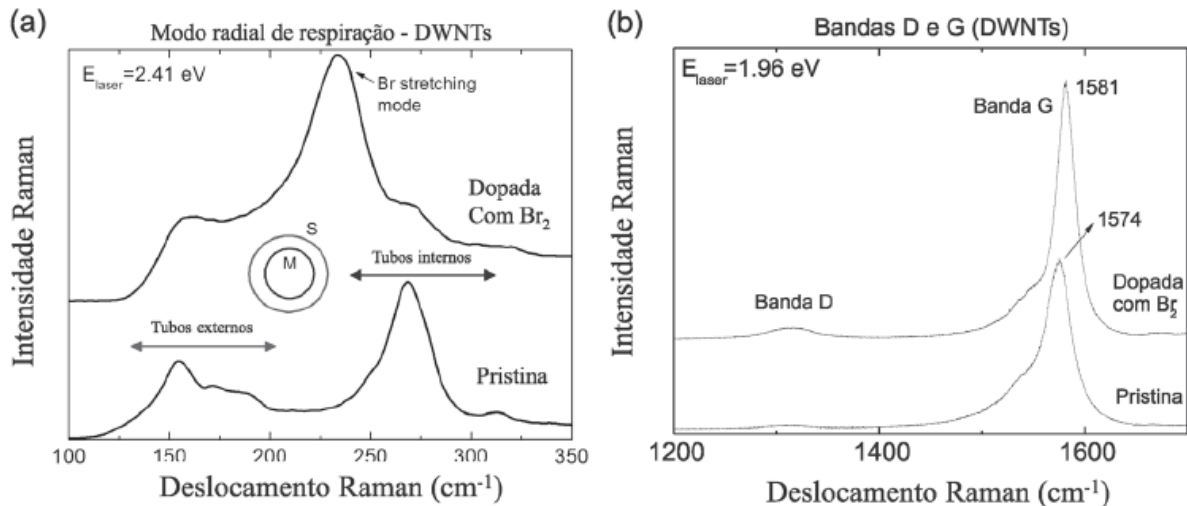 (a)
Modo radial de respiração - DWNTs
E_laser=2.41 eV
Br stretching
mode
Dopada
Com Br₂
S
M
Tubos internos
Tubos externos
Pristina
Intensidade Raman
100 150 200 250 300 350
Deslocamento Raman (cm⁻¹)
(b)
Bandas D e G (DWNTs)
E_laser=1.96 eV
1581
Banda G
1574
Banda D
Dopada
com Br₂
Pristina
Intensidade Raman
1200 1400 1600
Deslocamento Raman (cm⁻¹)